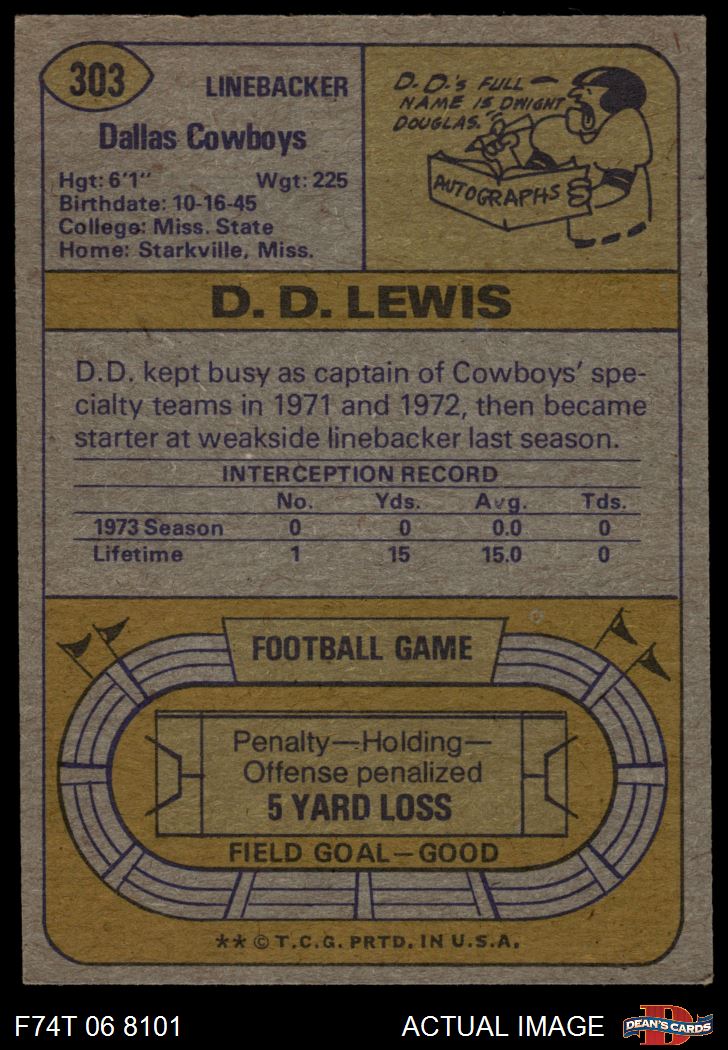 303
LINEBACKER
Dallas Cowboys
Hgt: 6'1" Wgt: 225
Birthdate: 10-16-45
College: Miss. State
Home: Starkville, Miss.
D.D.'S FULL
NAME IS DWIGHT
DOUGLAS.
AUTOGRAPHS
D. D. LEWIS
D.D. kept busy as captain of Cowboys' spe-
cialty teams in 1971 and 1972, then became
starter at weakside linebacker last season.
INTERCEPTION RECORD
No. Yds. Avg. Tds.
1973 Season 0 0 0.0 0
Lifetime 1 15 15.0 0
FOOTBALL GAME
Penalty—Holding—
Offense penalized
5 YARD LOSS
FIELD GOAL—GOOD
** © T.C.G. PRTD. IN U.S.A.
F74T 06 8101 ACTUAL IMAGE DEAN'S CARDS